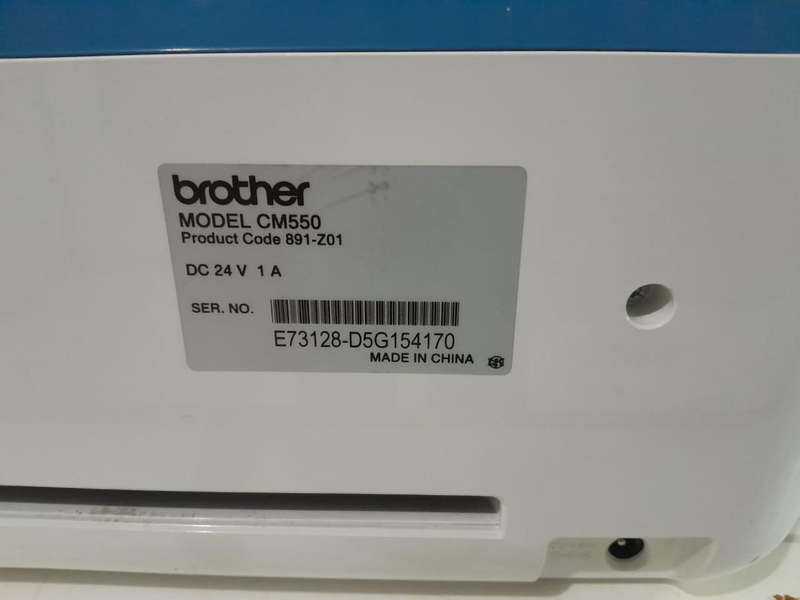 brother
MODEL CM550
Product Code 891-Z01
DC 24 V 1 A
SER. NO.
E73128-D5G154170
MADE IN CHINA